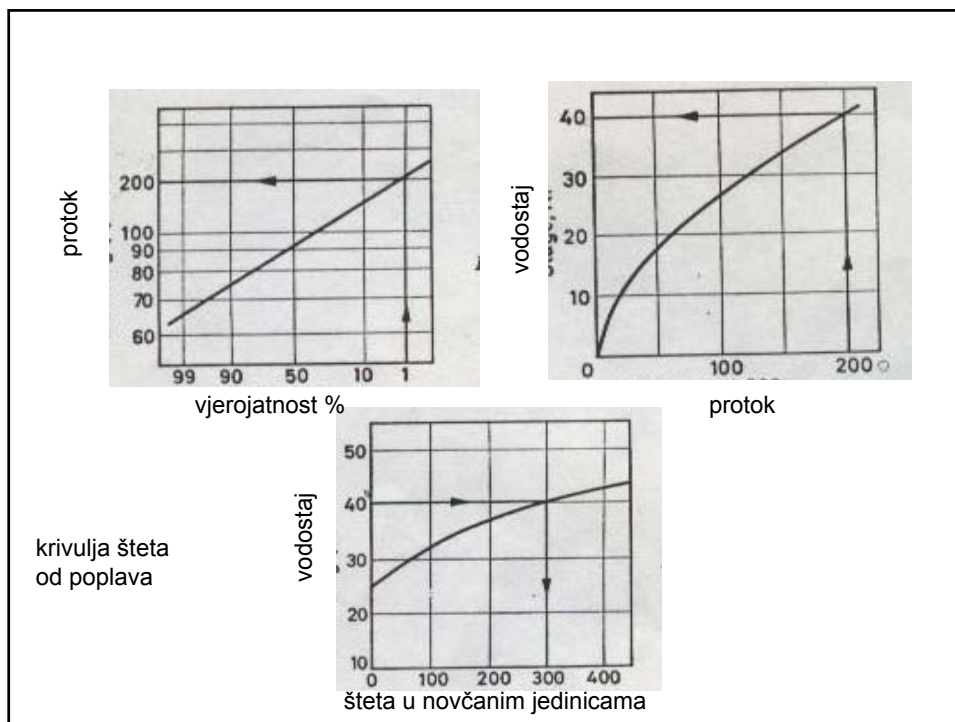 protok
200
100
90
80
70
60
99 90 50 10 1
vjerojatnost %
vodostaj
40
30
20
10
0 100 200
protok
krivulja šteta
od poplava
vodostaj
50
40
30
20
10
0 100 200 300 400
šteta u novčanim jedinicama